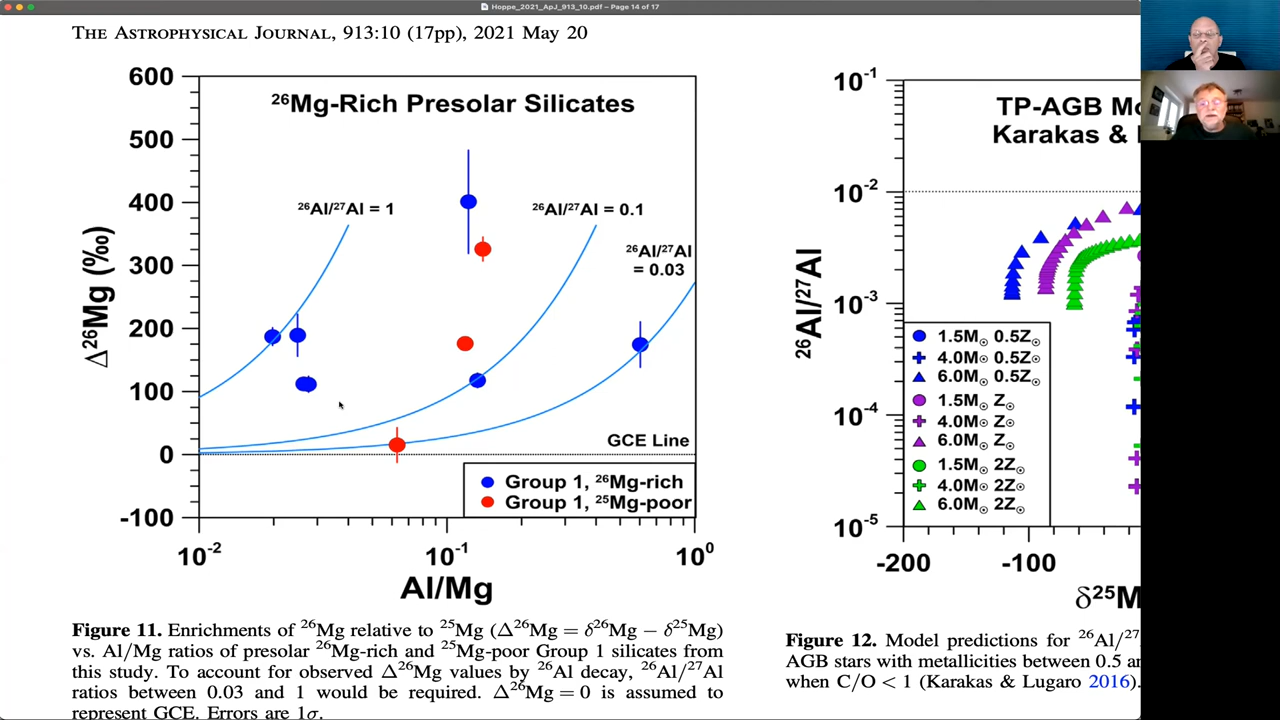 Hoppe_2021_ApJ_913_10.pdf – Page 14 of 17
THE ASTROPHYSICAL JOURNAL, 913:10 (17pp), 2021 May 20
²⁶Mg-Rich Presolar Silicates
600
500
400
300
200
100
0
-100
Δ²⁶Mg (‰)
²⁶Al/²⁷Al = 1
²⁶Al/²⁷Al = 0.1
²⁶Al/²⁷Al
= 0.03
GCE Line
Group 1, ²⁶Mg-rich
Group 1, ²⁵Mg-poor
10⁻² 10⁻¹ 10⁰
Al/Mg
Figure 11. Enrichments of ²⁶Mg relative to ²⁵Mg (Δ²⁶Mg = δ²⁶Mg − δ²⁵Mg)
vs. Al/Mg ratios of presolar ²⁶Mg-rich and ²⁵Mg-poor Group 1 silicates from
this study. To account for observed Δ²⁶Mg values by ²⁶Al decay, ²⁶Al/²⁷Al
ratios between 0.03 and 1 would be required. Δ²⁶Mg = 0 is assumed to
represent GCE. Errors are 1σ.
TP-AGB Mo
Karakas &
10⁻¹
10⁻²
10⁻³
10⁻⁴
10⁻⁵
²⁶Al/²⁷Al
1.5M☉ 0.5Z☉
4.0M☉ 0.5Z☉
6.0M☉ 0.5Z☉
1.5M☉ Z☉
4.0M☉ Z☉
6.0M☉ Z☉
1.5M☉ 2Z☉
4.0M☉ 2Z☉
6.0M☉ 2Z☉
-200 -100
δ²⁵M
Figure 12. Model predictions for ²⁶Al/²⁷
AGB stars with metallicities between 0.5 a
when C/O < 1 (Karakas & Lugaro 2016).